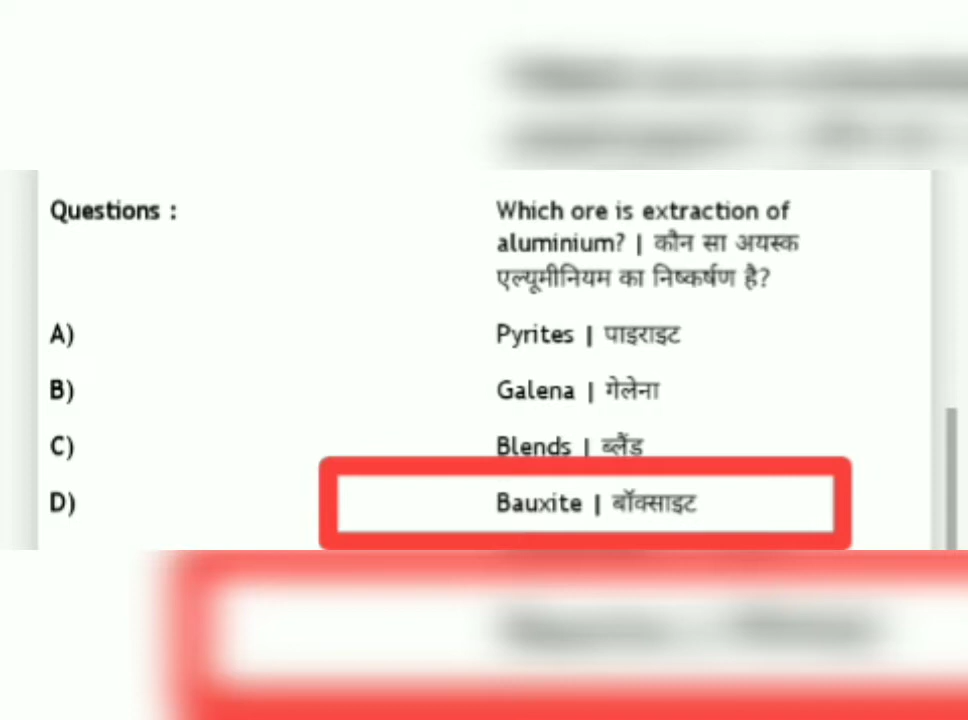 Questions : Which ore is extraction of
aluminium? | कौन सा अयस्क
एल्यूमीनियम का निष्कर्षण है?
A) Pyrites | पाइराइट
B) Galena | गेलेना
C) Blends | ब्लैंड
D) Bauxite | बॉक्साइट